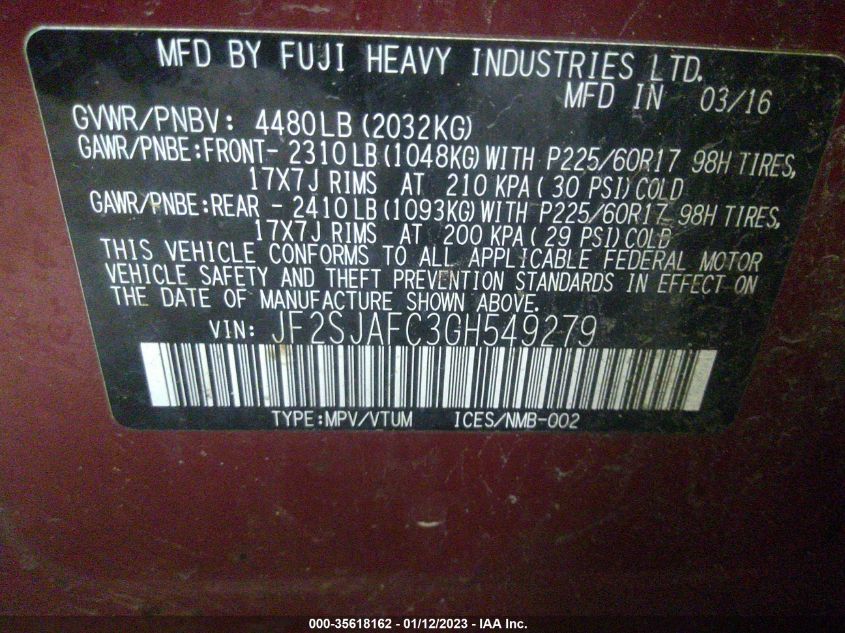 MFD BY FUJI HEAVY INDUSTRIES LTD.
MFD IN 03/16
GVWR/PNBV: 4480LB(2032KG)
GAWR/PNBE:FRONT- 2310LB(1048KG)WITH P225/60R17 98H TIRES,
17X7J RIMS AT 210 KPA(30 PSI)COLD
GAWR/PNBE:REAR - 2410LB(1093KG)WITH P225/60R17 98H TIRES,
17X7J RIMS AT 200 KPA(29 PSI)COLD
THIS VEHICLE CONFORMS TO ALL APPLICABLE FEDERAL MOTOR
VEHICLE SAFETY AND THEFT PREVENTION STANDARDS IN EFFECT ON
THE DATE OF MANUFACTURE SHOWN ABOVE.
VIN: JF2SJAFC3GH549279
TYPE:MPV/VTUM ICES/NMB-002
000-35618162 - 01/12/2023 - IAA Inc.